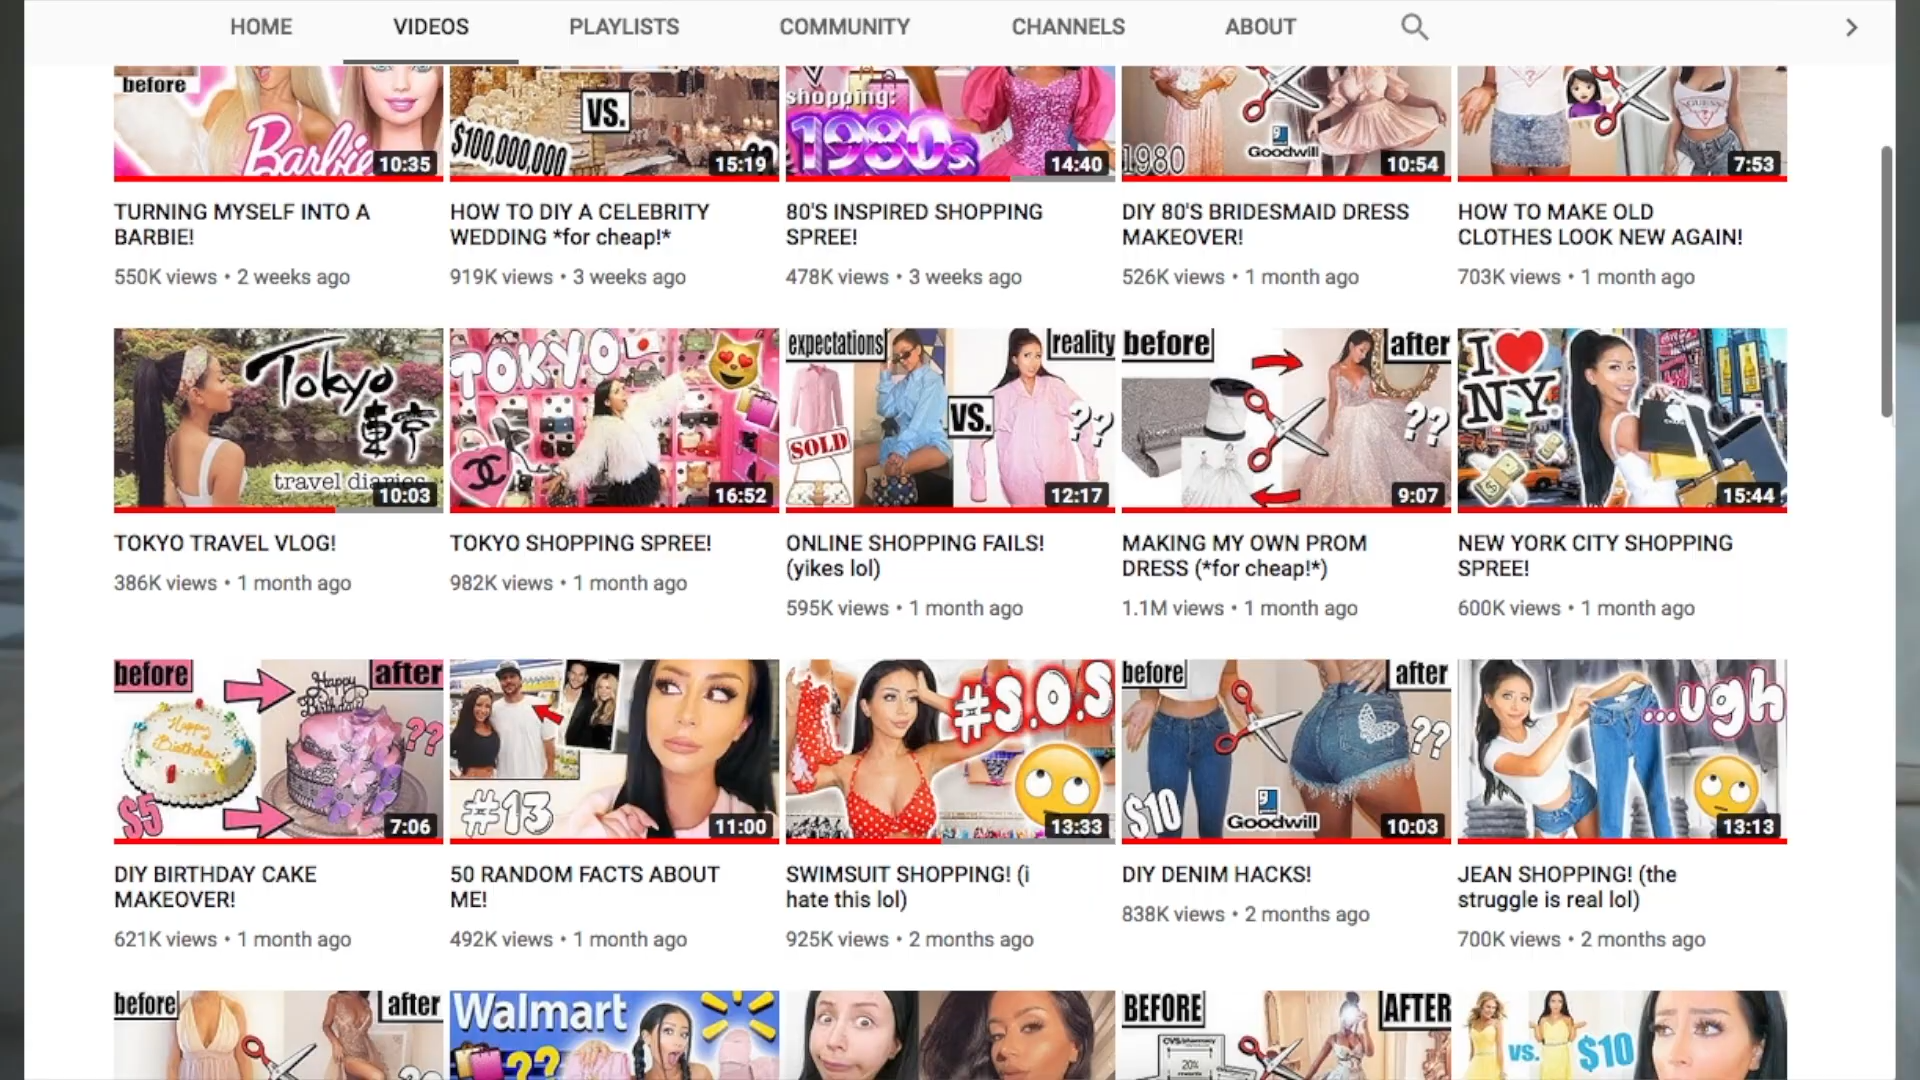 HOME VIDEOS PLAYLISTS COMMUNITY CHANNELS ABOUT
before
Barbie
10:35
$100,000,000
VS.
15:19
shopping:
1980s
14:40
1980
Goodwill
10:54
GUESS
7:53
TURNING MYSELF INTO A
BARBIE!
550K views • 2 weeks ago
HOW TO DIY A CELEBRITY
WEDDING *for cheap!*
919K views • 3 weeks ago
80'S INSPIRED SHOPPING
SPREE!
478K views • 3 weeks ago
DIY 80'S BRIDESMAID DRESS
MAKEOVER!
526K views • 1 month ago
HOW TO MAKE OLD
CLOTHES LOOK NEW AGAIN!
703K views • 1 month ago
Tokyo
東京
travel diaries
10:03
TOKYO
16:52
expectations
reality
SOLD
VS.
??
12:17
before
after
??
9:07
I
NY
15:44
TOKYO TRAVEL VLOG!
386K views • 1 month ago
TOKYO SHOPPING SPREE!
982K views • 1 month ago
ONLINE SHOPPING FAILS!
(yikes lol)
595K views • 1 month ago
MAKING MY OWN PROM
DRESS (*for cheap!*)
1.1M views • 1 month ago
NEW YORK CITY SHOPPING
SPREE!
600K views • 1 month ago
before
after
Happy
Birthday
Happy
Birthday
??
$5
7:06
#13
11:00
#S.O.S
13:33
before
after
??
$10
Goodwill
10:03
...ugh
13:13
DIY BIRTHDAY CAKE
MAKEOVER!
621K views • 1 month ago
50 RANDOM FACTS ABOUT
ME!
492K views • 1 month ago
SWIMSUIT SHOPPING! (i
hate this lol)
925K views • 2 months ago
DIY DENIM HACKS!
838K views • 2 months ago
JEAN SHOPPING! (the
struggle is real lol)
700K views • 2 months ago
before
after
Walmart
??
BEFORE
AFTER
CVS/pharmacy
20%
vs.
$10